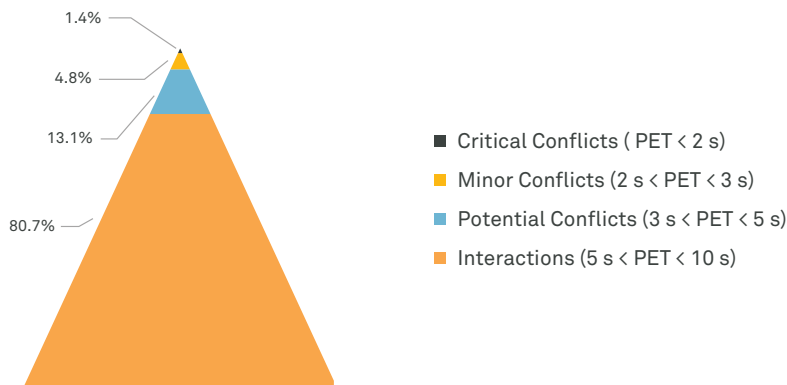 1.4%
4.8%
13.1%
80.7%
Critical Conflicts ( PET < 2 s)
Minor Conflicts (2 s < PET < 3 s)
Potential Conflicts (3 s < PET < 5 s)
Interactions (5 s < PET < 10 s)